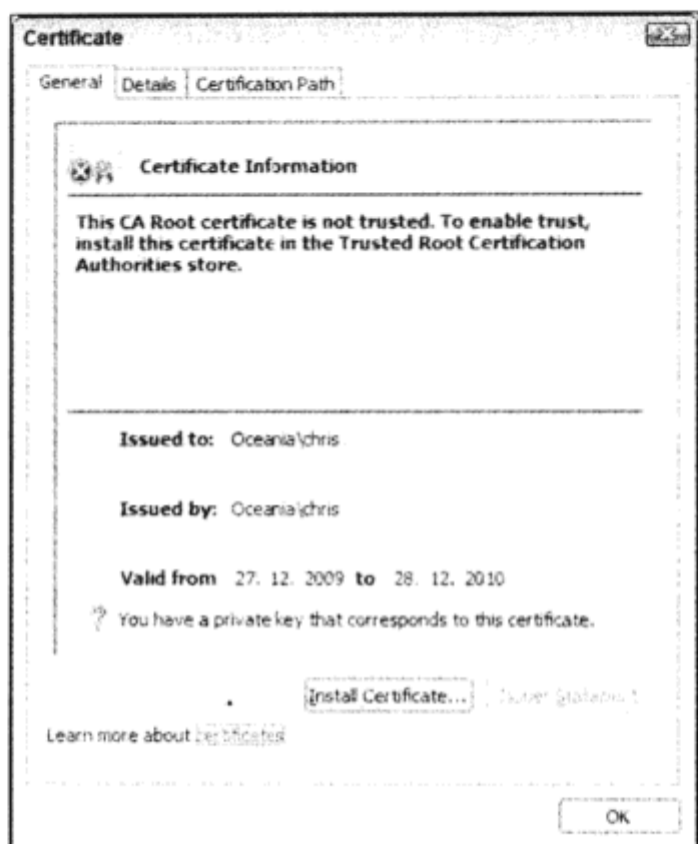 Certificate
General Details Certification Path
Certificate Information
This CA Root certificate is not trusted. To enable trust,
install this certificate in the Trusted Root Certification
Authorities store.
Issued to: Oceania\chris
Issued by: Oceania\chris
Valid from 27. 12. 2009 to 28. 12. 2010
You have a private key that corresponds to this certificate.
Install Certificate...
Learn more about certificates
OK